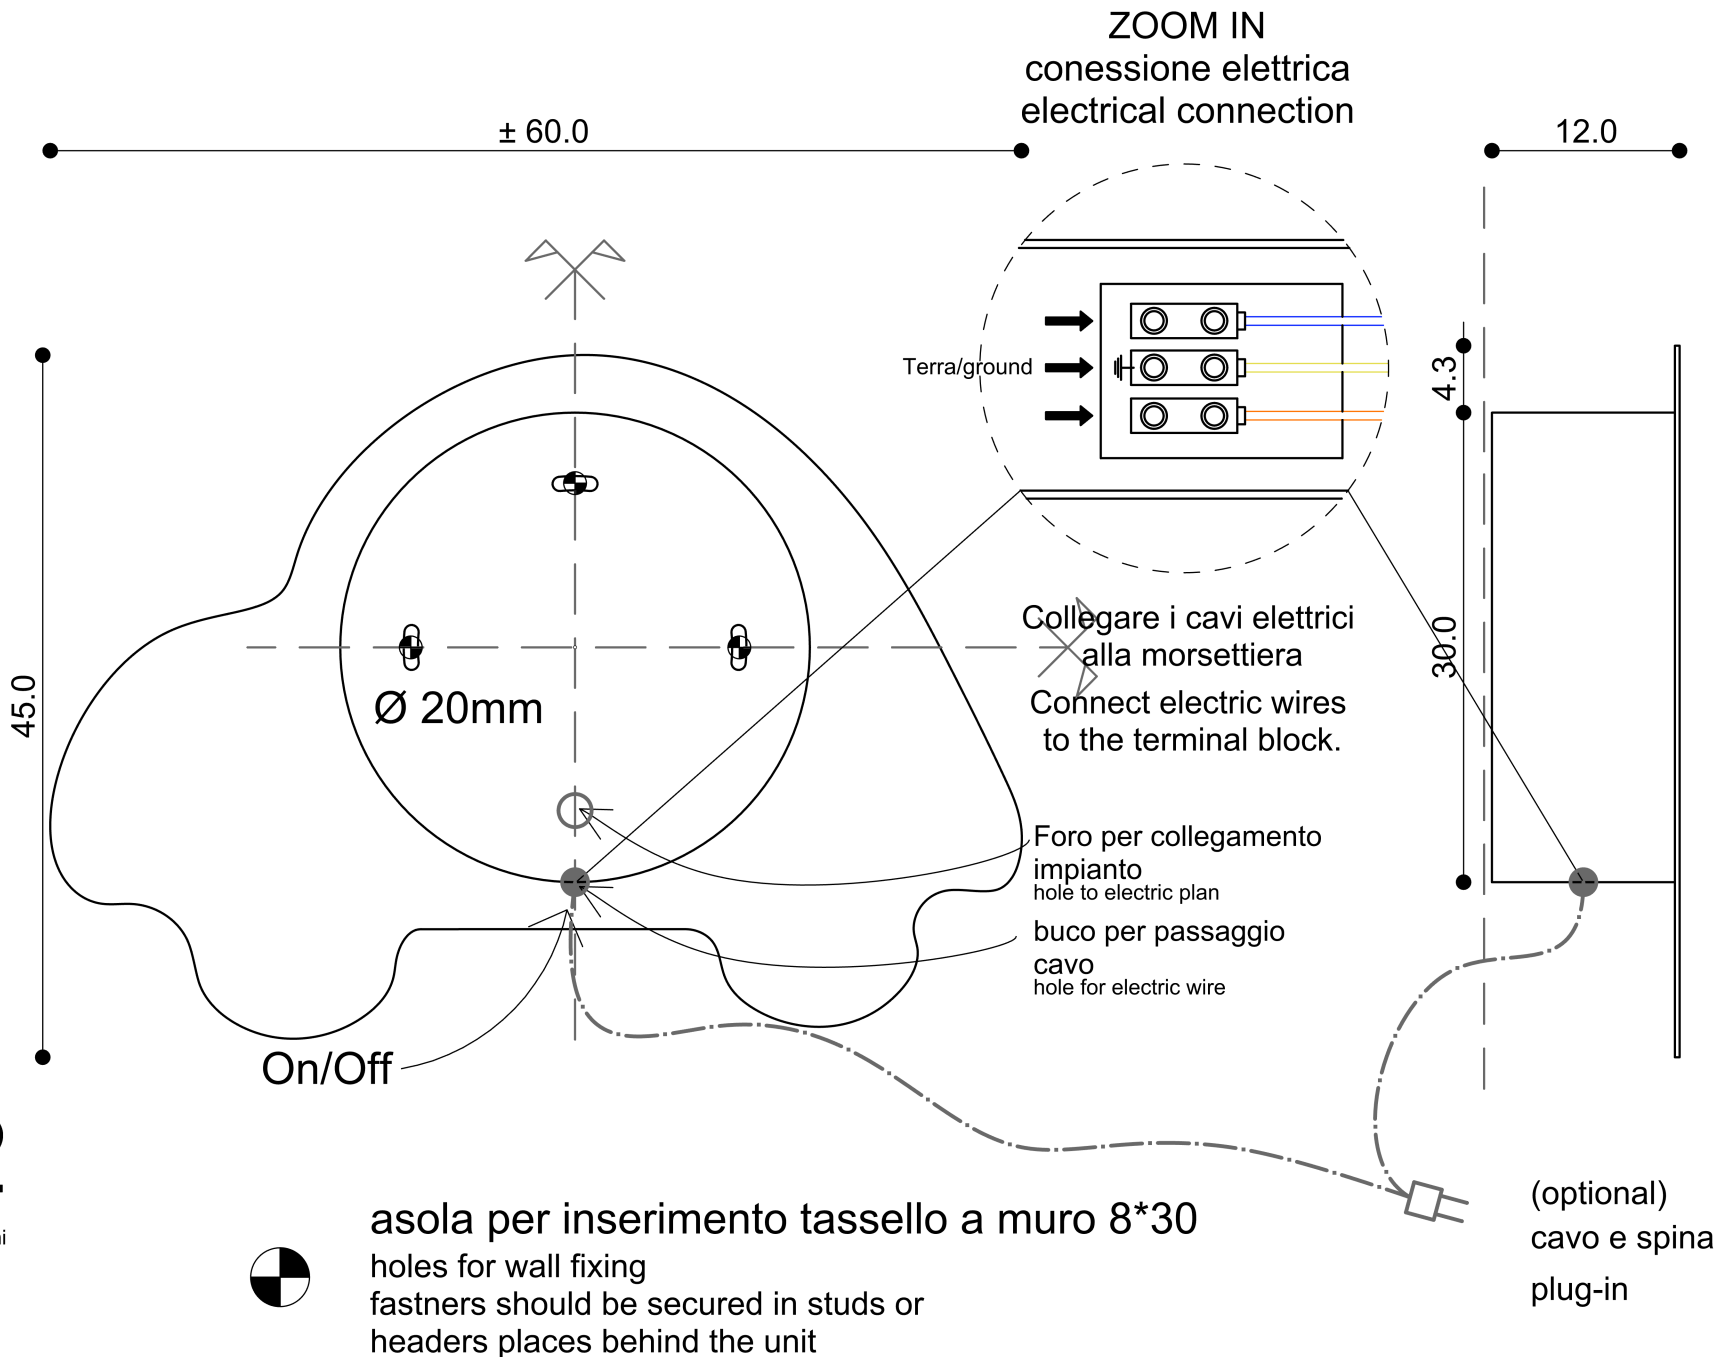 ZOOM IN
conessione elettrica
electrical connection
± 60.0
12.0
Terra/ground
4.3
45.0
30.0
Ø 20mm
Collegare i cavi elettrici
alla morsettiera
Connect electric wires
to the terminal block.
Foro per collegamento
impianto
hole to electric plan
buco per passaggio
cavo
hole for electric wire
On/Off
asola per inserimento tassello a muro 8*30
holes for wall fixing
fastners should be secured in studs or
headers places behind the unit
(optional)
cavo e spina
plug-in